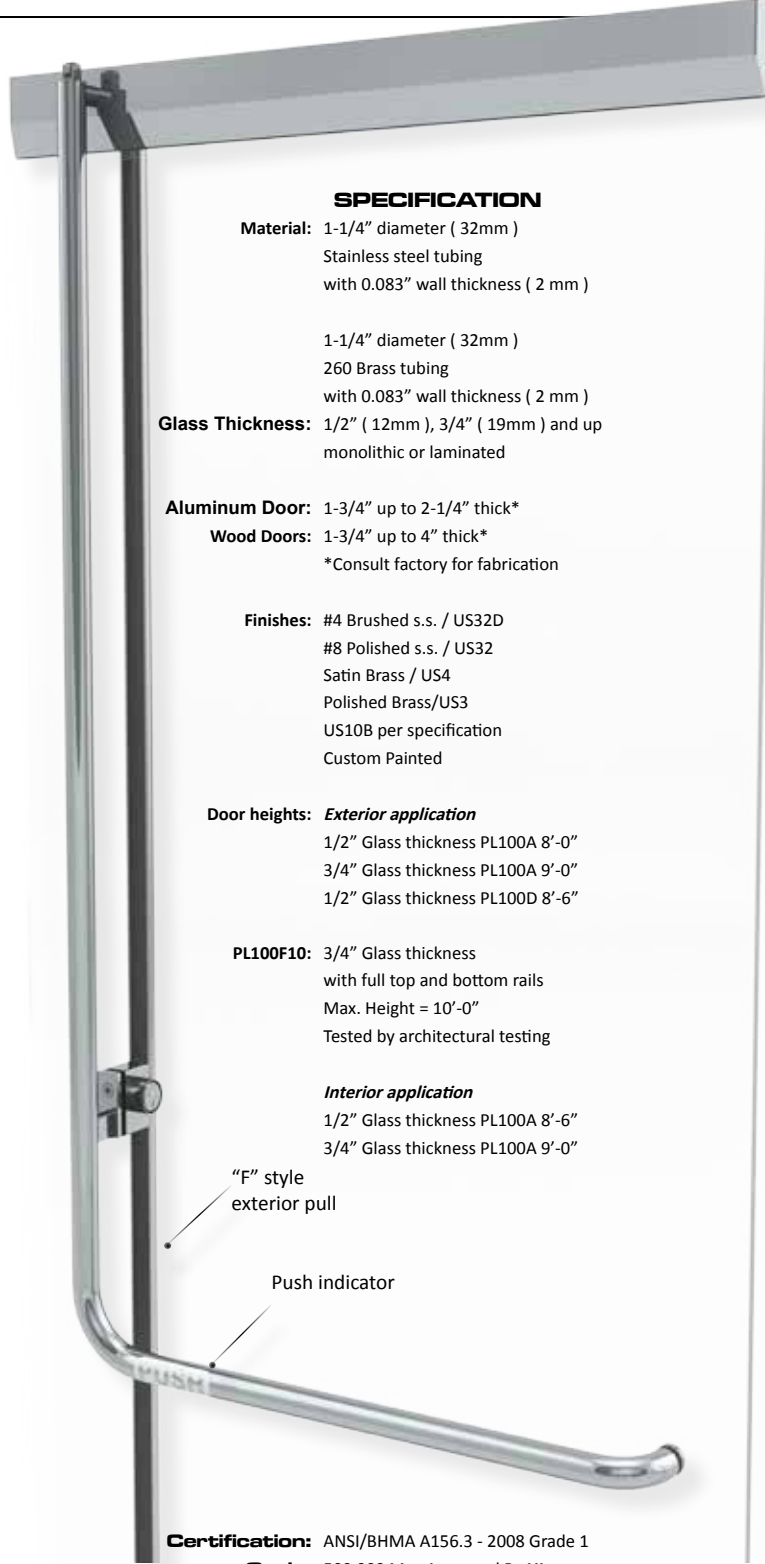 SPECIFICATION
Material: 1-1/4” diameter ( 32mm )
Stainless steel tubing
with 0.083” wall thickness ( 2 mm )
1-1/4” diameter ( 32mm )
260 Brass tubing
with 0.083” wall thickness ( 2 mm )
Glass Thickness: 1/2” ( 12mm ), 3/4” ( 19mm ) and up
monolithic or laminated
Aluminum Door: 1-3/4” up to 2-1/4” thick*
Wood Doors: 1-3/4” up to 4” thick*
*Consult factory for fabrication
Finishes: #4 Brushed s.s. / US32D
#8 Polished s.s. / US32
Satin Brass / US4
Polished Brass/US3
US10B per specification
Custom Painted
Door heights: Exterior application
1/2” Glass thickness PL100A 8’-0”
3/4” Glass thickness PL100A 9’-0”
1/2” Glass thickness PL100D 8’-6”
PL100F10: 3/4” Glass thickness
with full top and bottom rails
Max. Height = 10’-0”
Tested by architectural testing
Interior application
1/2” Glass thickness PL100A 8’-6”
3/4” Glass thickness PL100A 9’-0”
“F” style
exterior pull
Push indicator
PUSH
Certification: ANSI/BHMA A156.3 - 2008 Grade 1